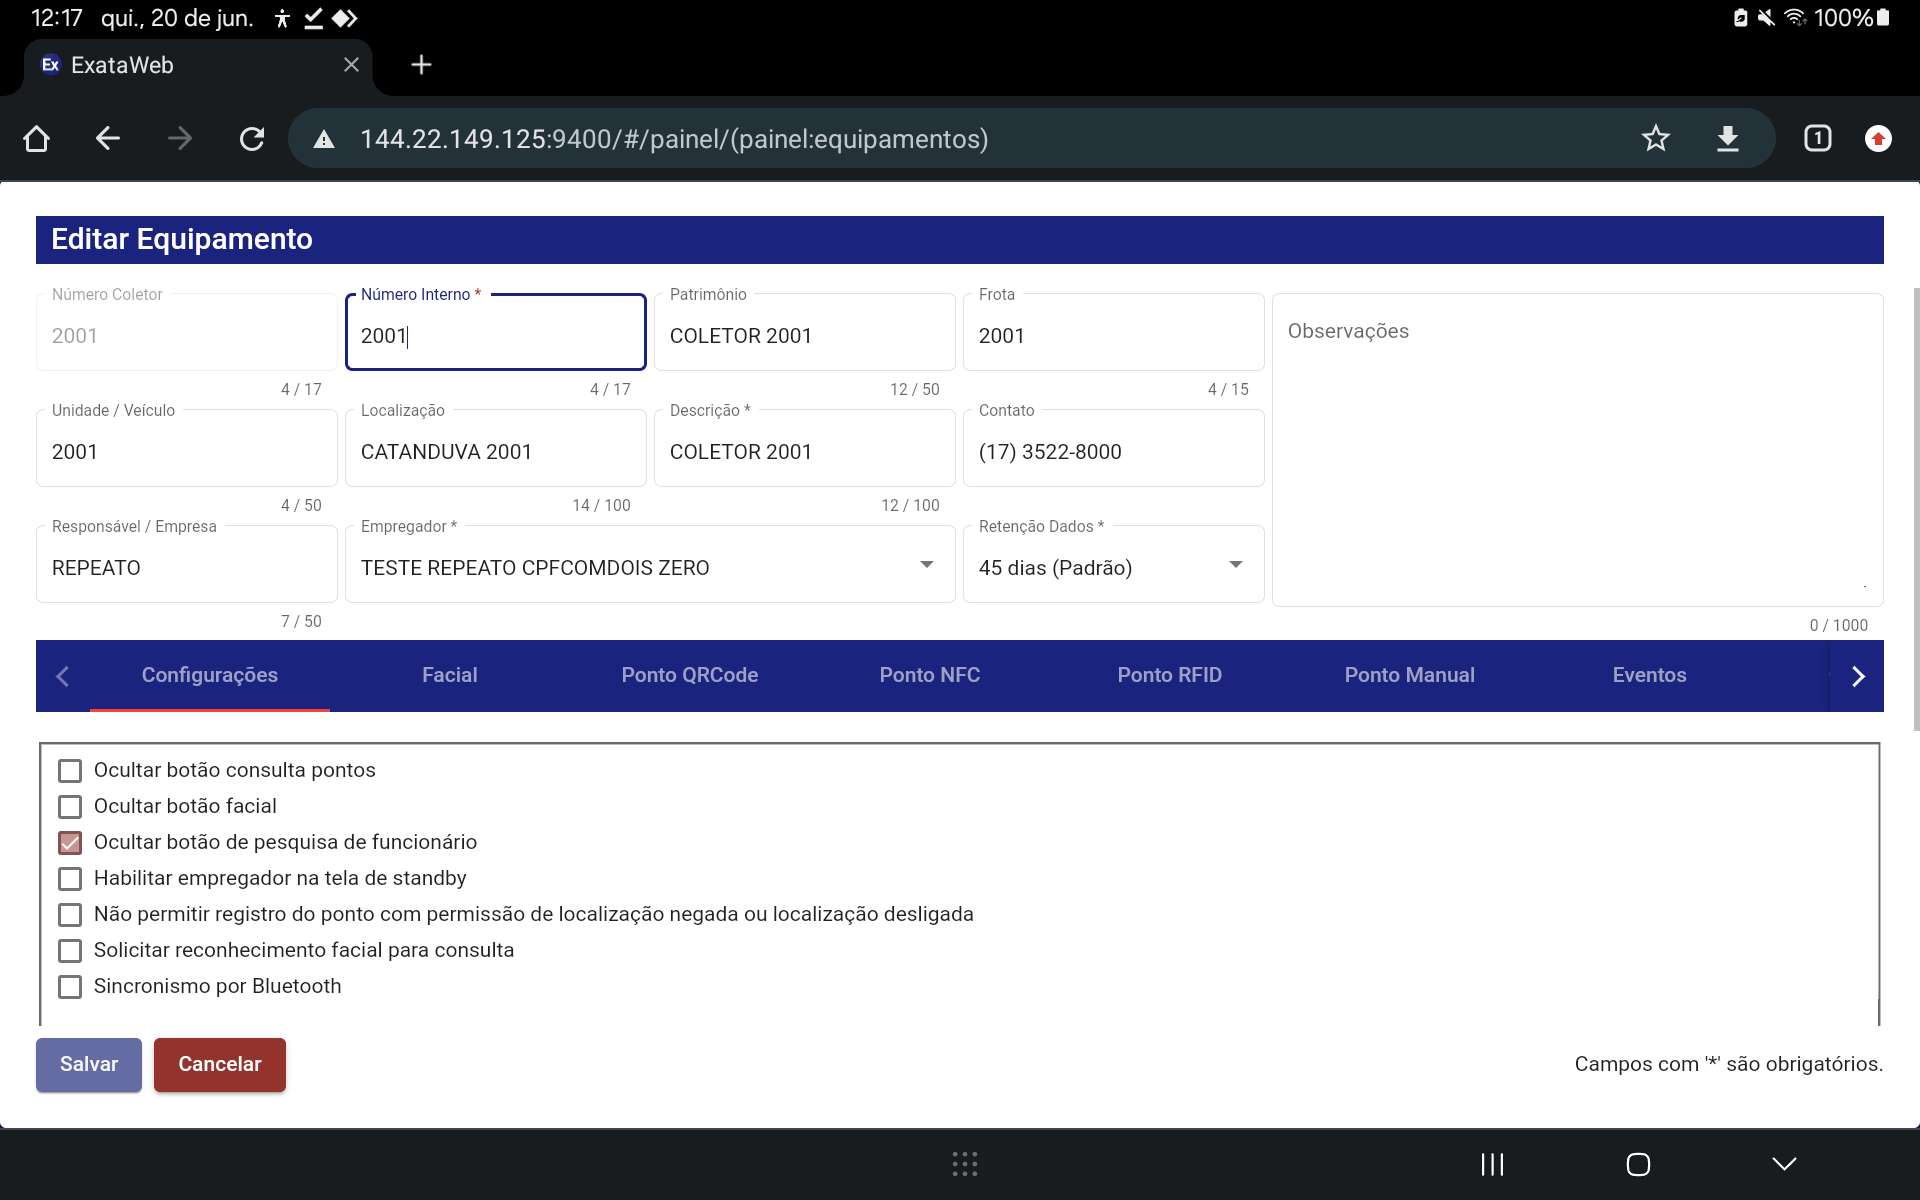 12:17 qui., 20 de jun. 100%
Ex ExataWeb
144.22.149.125:9400/#/painel/(painel:equipamentos) 1
Editar Equipamento
Número Coletor Número Interno * Patrimônio Frota
2001 2001 COLETOR 2001 2001 Observações
4 / 17 4 / 17 12 / 50 4 / 15
Unidade / Veículo Localização Descrição * Contato
2001 CATANDUVA 2001 COLETOR 2001 (17) 3522-8000
4 / 50 14 / 100 12 / 100
Responsável / Empresa Empregador * Retenção Dados *
REPEATO TESTE REPEATO CPFCOMDOIS ZERO 45 dias (Padrão)
7 / 50 0 / 1000
Configurações Facial Ponto QRCode Ponto NFC Ponto RFID Ponto Manual Eventos
Ocultar botão consulta pontos
Ocultar botão facial
Ocultar botão de pesquisa de funcionário
Habilitar empregador na tela de standby
Não permitir registro do ponto com permissão de localização negada ou localização desligada
Solicitar reconhecimento facial para consulta
Sincronismo por Bluetooth
Salvar Cancelar Campos com '*' são obrigatórios.